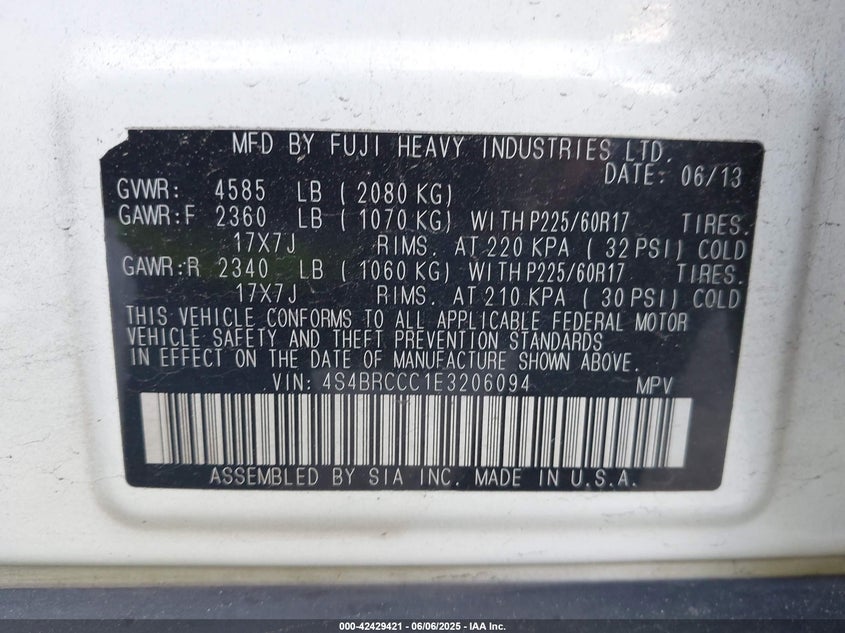 MFD BY FUJI HEAVY INDUSTRIES LTD.
DATE: 06/13
GVWR: 4585 LB ( 2080 KG)
GAWR:F 2360 LB ( 1070 KG) WITH P225/60R17 TIRES.
17X7J RIMS. AT 220 KPA ( 32 PSI) COLD
GAWR:R 2340 LB ( 1060 KG) WITH P225/60R17 TIRES.
17X7J RIMS. AT 210 KPA ( 30 PSI) COLD
THIS VEHICLE CONFORMS TO ALL APPLICABLE FEDERAL MOTOR
VEHICLE SAFETY AND THEFT PREVENTION STANDARDS
IN EFFECT ON THE DATE OF MANUFACTURE SHOWN ABOVE.
VIN: 4S4BRCCC1E3206094 MPV
ASSEMBLED BY SIA INC. MADE IN U.S.A.
000-42429421 - 06/06/2025 - IAA Inc.